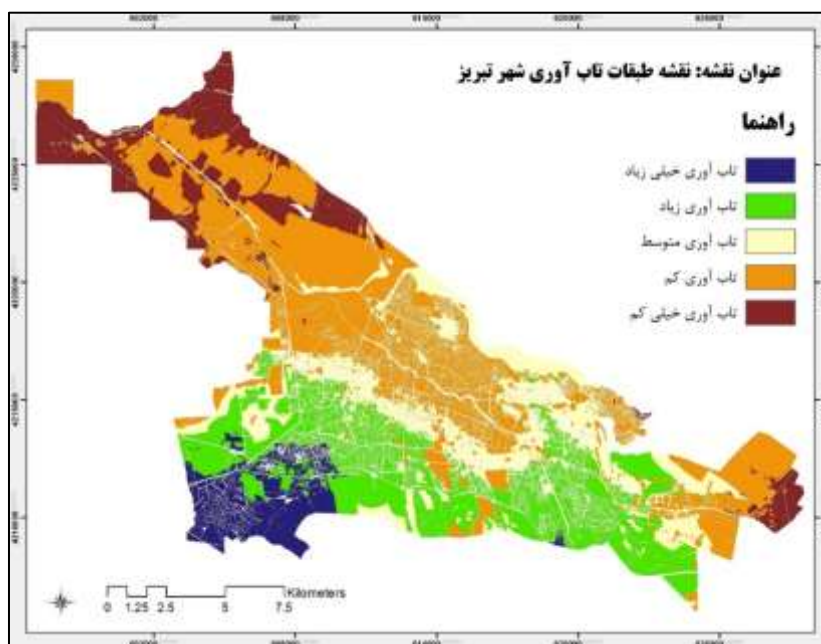 عنوان نقشه: نقشه طبقات تاب آوری شهر تبریز
راهنما
تاب آوری خیلی زیاد
تاب آوری زیاد
تاب آوری متوسط
تاب آوری کم
تاب آوری خیلی کم
Kilometers
0 1.25 2.5 5 7.5